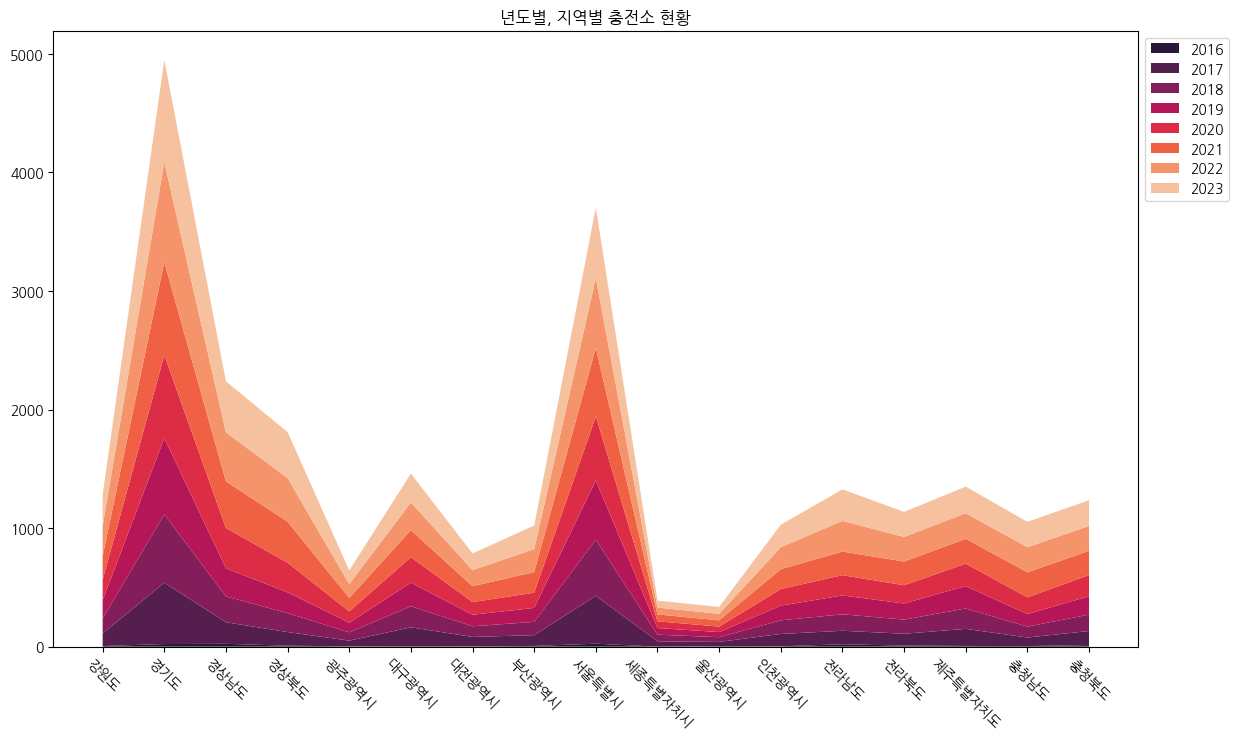 년도별, 지역별 충전소 현황
5000
4000
3000
2000
1000
0
강원도
경기도
경상남도
경상북도
광주광역시
대구광역시
대전광역시
부산광역시
서울특별시
세종특별자치시
울산광역시
인천광역시
전라남도
전라북도
제주특별자치도
충청남도
충청북도
2016
2017
2018
2019
2020
2021
2022
2023